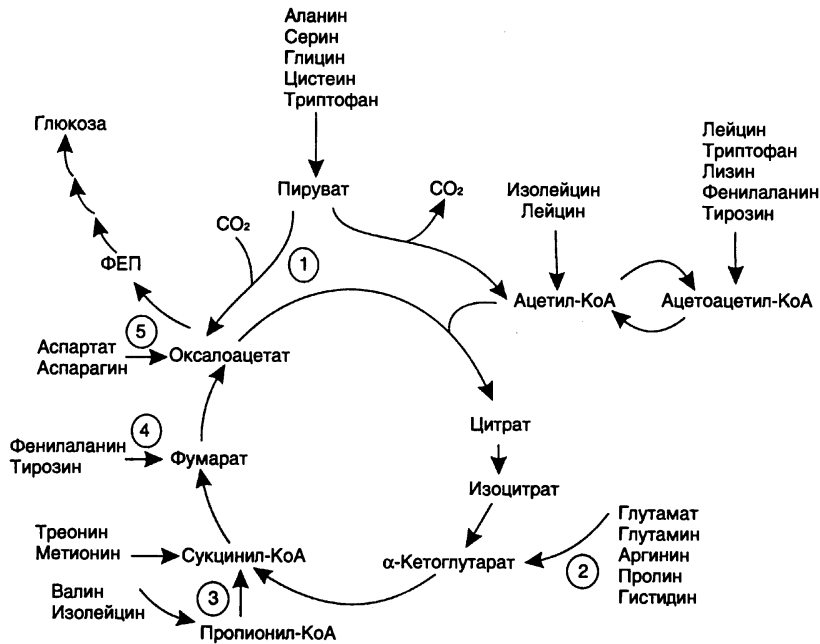 Аланин
Серин
Глицин
Цистеин
Триптофан
Глюкоза
Лейцин
Триптофан
Лизин
Фенилаланин
Тирозин
Пируват
CO₂
Изолейцин
Лейцин
CO₂
ФЕП
1
Ацетил-КоА
Ацетоацетил-КоА
5
Аспартат
Аспарагин
Оксалоацетат
Цитрат
4
Фенилаланин
Тирозин
Фумарат
Изоцитрат
Глутамат
Глутамин
Аргинин
Пролин
Гистидин
2
Треонин
Метионин
Сукцинил-КоА
α-Кетоглутарат
Валин
Изолейцин
3
Пропионил-КоА